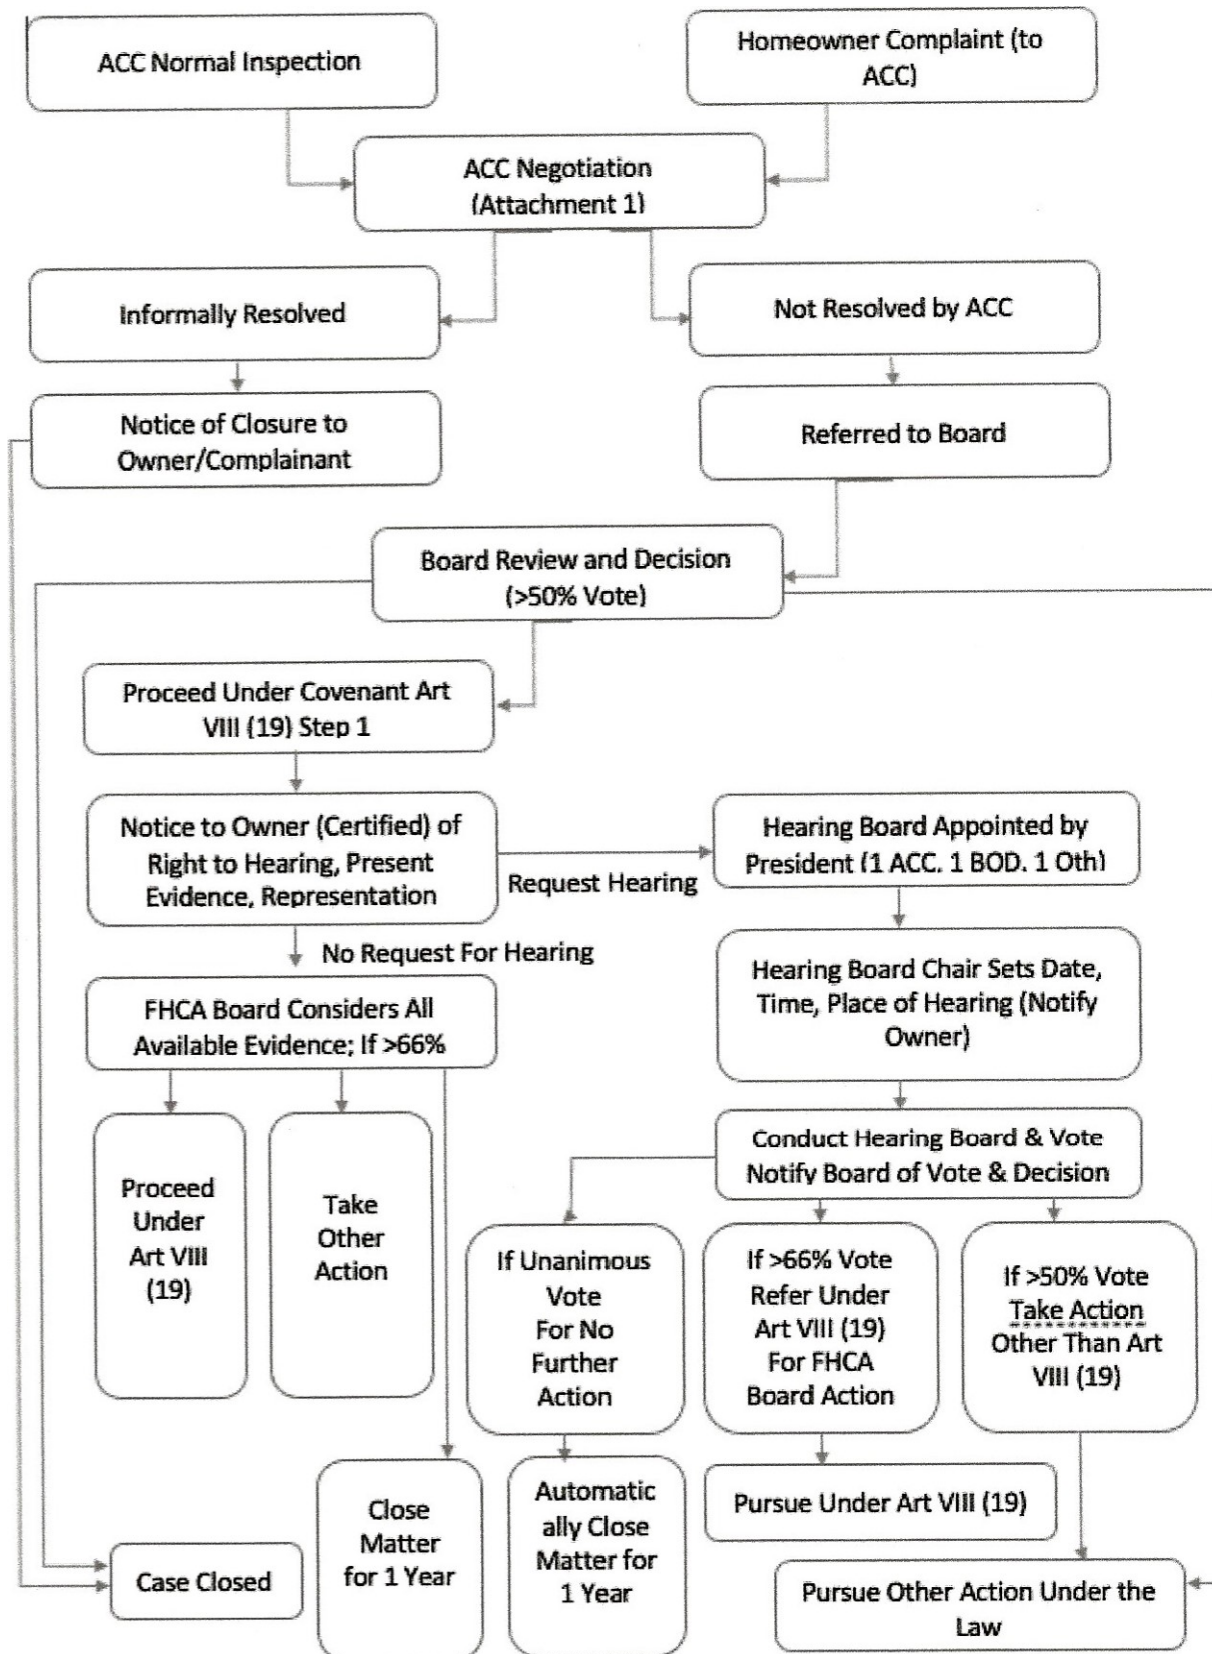 ACC Normal Inspection
Homeowner Complaint (to
ACC)
ACC Negotiation
(Attachment 1)
Informally Resolved
Not Resolved by ACC
Notice of Closure to
Owner/Complainant
Referred to Board
Board Review and Decision
(>50% Vote)
Proceed Under Covenant Art
VIII (19) Step 1
Notice to Owner (Certified) of
Right to Hearing, Present
Evidence, Representation
Request Hearing
Hearing Board Appointed by
President (1 ACC. 1 BOD. 1 Oth)
No Request For Hearing
Hearing Board Chair Sets Date,
Time, Place of Hearing (Notify
Owner)
FHCA Board Considers All
Available Evidence; If >66%
Conduct Hearing Board & Vote
Notify Board of Vote & Decision
Proceed
Under
Art VIII
(19)
Take
Other
Action
If Unanimous
Vote
For No
Further
Action
If >66% Vote
Refer Under
Art VIII (19)
For FHCA
Board Action
If >50% Vote
Take Action
Other Than Art
VIII (19)
Close
Matter
for 1 Year
Automatic
ally Close
Matter for
1 Year
Pursue Under Art VIII (19)
Case Closed
Pursue Other Action Under the
Law